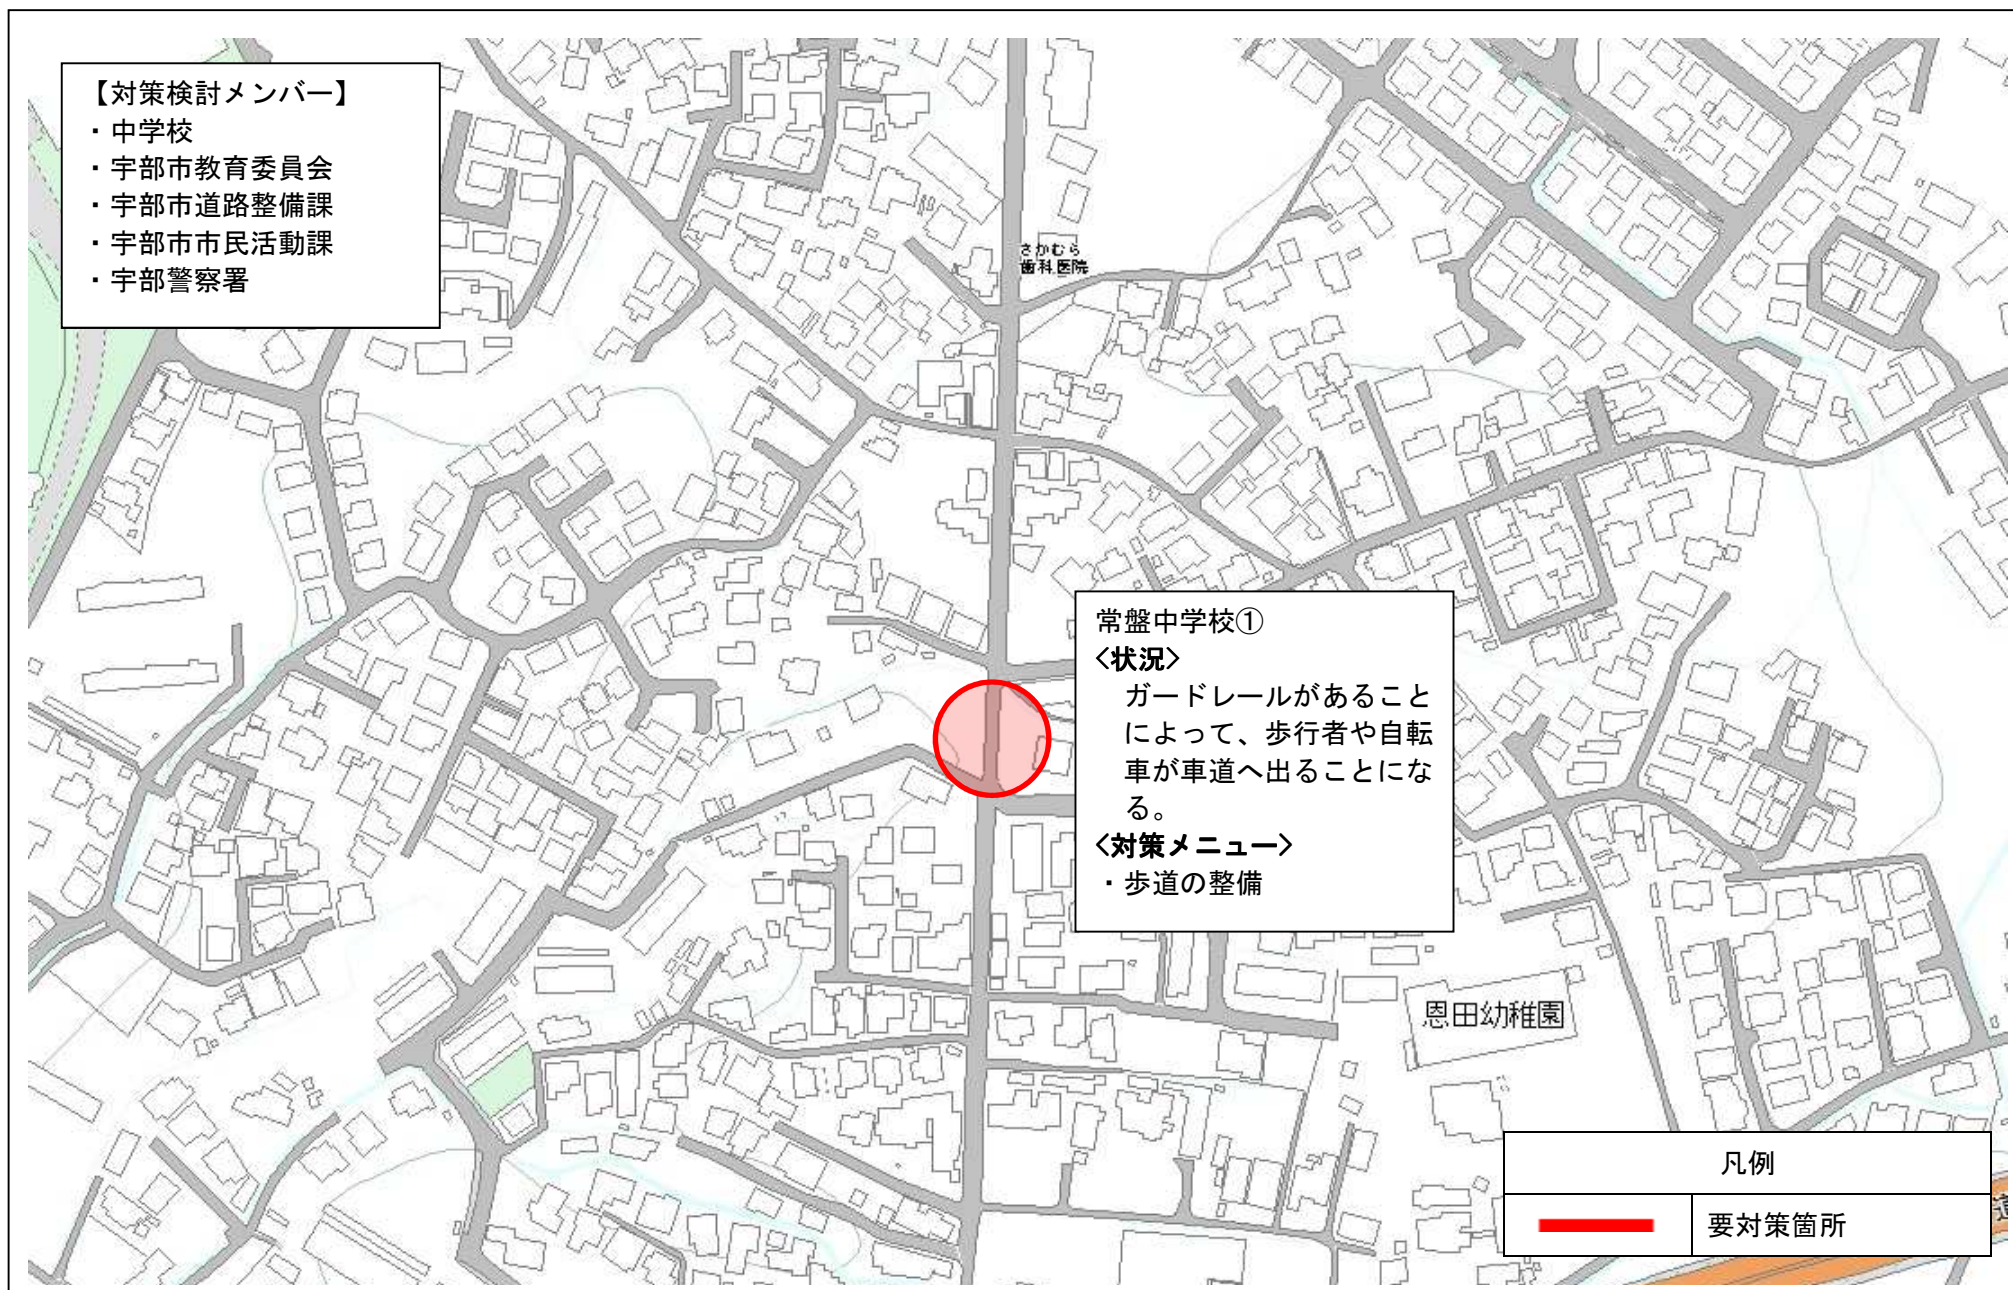 【対策検討メンバー】
・中学校
・宇部市教育委員会
・宇部市道路整備課
・宇部市市民活動課
・宇部警察署
さかむら
歯科医院
常盤中学校①
<状況>
ガードレールがあること
によって、歩行者や自転
車が車道へ出ることにな
る。
<対策メニュー>
・歩道の整備
恩田幼稚園
凡例
要対策箇所